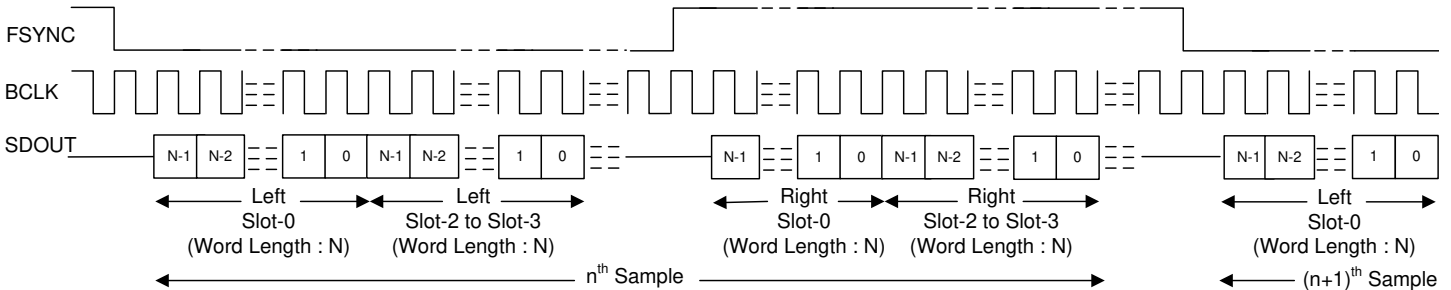 FSYNC
BCLK
SDOUT
N-1 N-2 1 0 N-1 N-2 1 0 N-1 1 0 N-1 N-2 1 0 N-1 N-2 1 0
Left Left Right Right Left
Slot-0 Slot-2 to Slot-3 Slot-0 Slot-2 to Slot-3 Slot-0
(Word Length : N) (Word Length : N) (Word Length : N) (Word Length : N) (Word Length : N)
nth Sample (n+1)th Sample